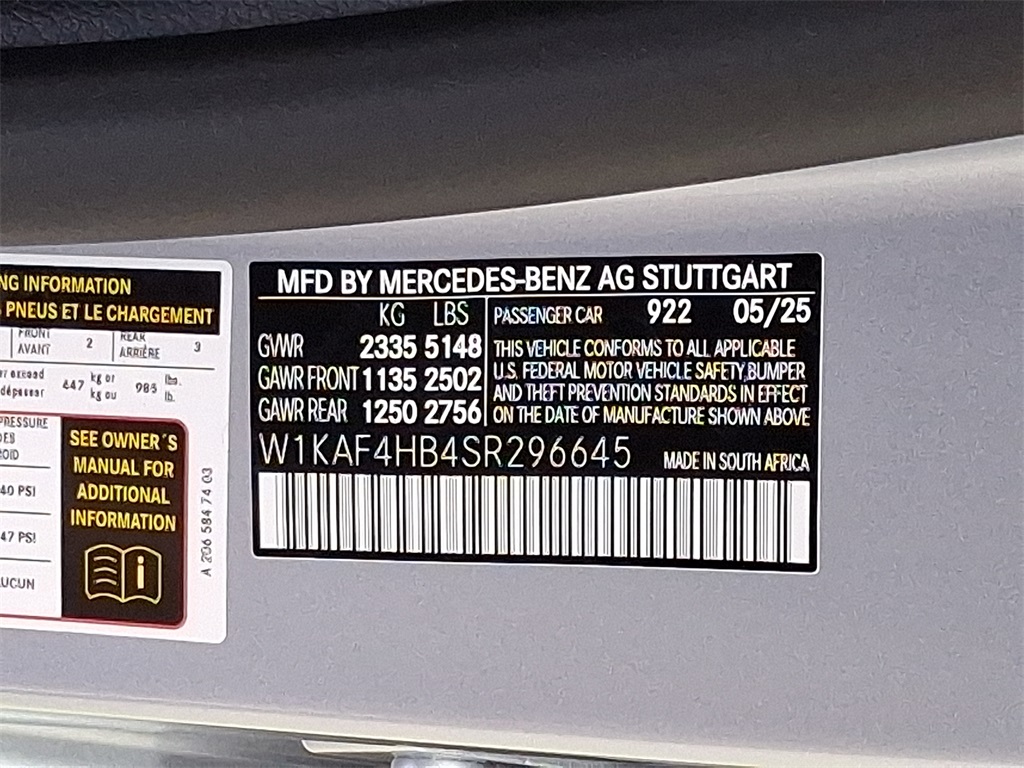 NG INFORMATION
PNEUS ET LE CHARGEMENT
FRONT
AVANT
2
REAR
ARRIÈRE
3
exceed
dépasser
447
kg or
kg ou
985
lbs.
lb.
PRESSURE
40 PSI
47 PSI
AUCUN
SEE OWNER´S
MANUAL FOR
ADDITIONAL
INFORMATION
i
A 206 584 74 03
MFD BY MERCEDES-BENZ AG STUTTGART
KG LBS
GVWR 2335 5148
GAWR FRONT 1135 2502
GAWR REAR 1250 2756
PASSENGER CAR 922 05/25
THIS VEHICLE CONFORMS TO ALL APPLICABLE
U.S. FEDERAL MOTOR VEHICLE SAFETY,BUMPER
AND THEFT PREVENTION STANDARDS IN EFFECT
ON THE DATE OF MANUFACTURE SHOWN ABOVE
W1KAF4HB4SR296645
MADE IN SOUTH AFRICA